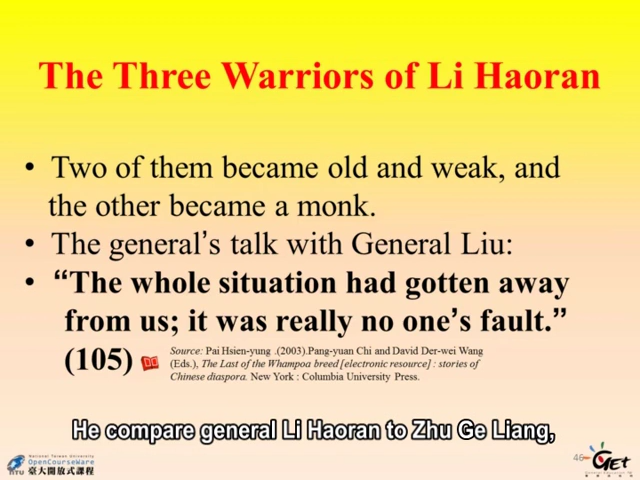 The Three Warriors of Li Haoran
• Two of them became old and weak, and
the other became a monk.
• The general’s talk with General Liu:
• “The whole situation had gotten away
from us; it was really no one’s fault.”
(105)
Source: Pai Hsien-yung .(2003).Pang-yuan Chi and David Der-wei Wang
(Eds.), The Last of the Whampoa breed [electronic resource] : stories of
Chinese diaspora. New York : Columbia University Press.
He compare general Li Haoran to Zhu Ge Liang,
National Taiwan University
OpenCourseWare
NTU 臺大開放式課程
46
GET